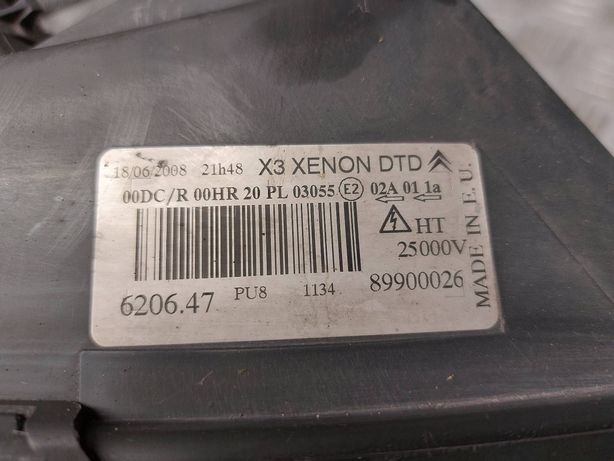 18/06/2008 21h48 X3 XENON DTD
00DC/R 00HR 20 PL 03055 E2 02A 01 1a
HT
25000V
6206.47 PU8 1134 89900026
MADE IN E.U.